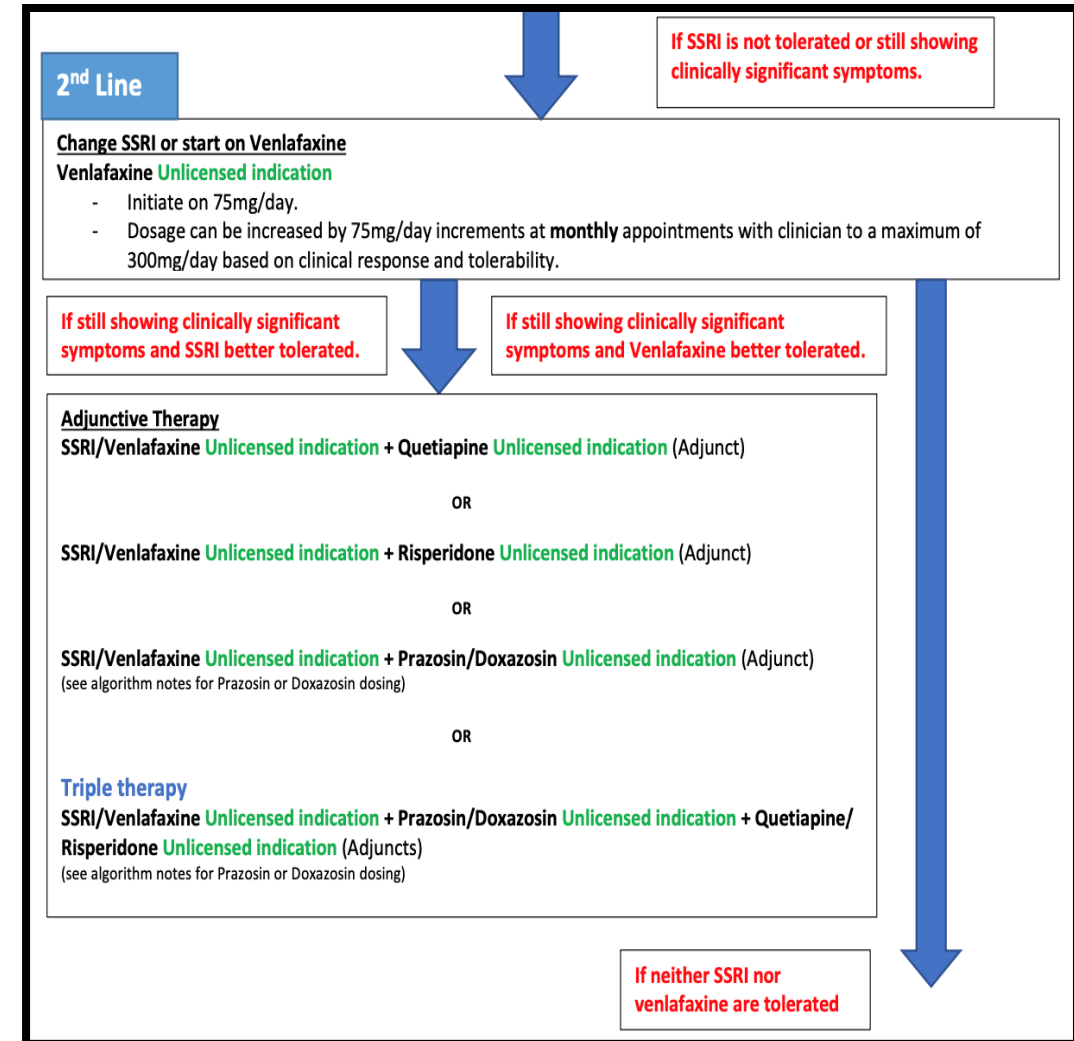 If SSRI is not tolerated or still showing
clinically significant symptoms.
2nd Line
Change SSRI or start on Venlafaxine
Venlafaxine Unlicensed indication
- Initiate on 75mg/day.
- Dosage can be increased by 75mg/day increments at monthly appointments with clinician to a maximum of
300mg/day based on clinical response and tolerability.
If still showing clinically significant
symptoms and SSRI better tolerated.
If still showing clinically significant
symptoms and Venlafaxine better tolerated.
Adjunctive Therapy
SSRI/Venlafaxine Unlicensed indication + Quetiapine Unlicensed indication (Adjunct)
OR
SSRI/Venlafaxine Unlicensed indication + Risperidone Unlicensed indication (Adjunct)
OR
SSRI/Venlafaxine Unlicensed indication + Prazosin/Doxazosin Unlicensed indication (Adjunct)
(see algorithm notes for Prazosin or Doxazosin dosing)
OR
Triple therapy
SSRI/Venlafaxine Unlicensed indication + Prazosin/Doxazosin Unlicensed indication + Quetiapine/
Risperidone Unlicensed indication (Adjuncts)
(see algorithm notes for Prazosin or Doxazosin dosing)
If neither SSRI nor
venlafaxine are tolerated